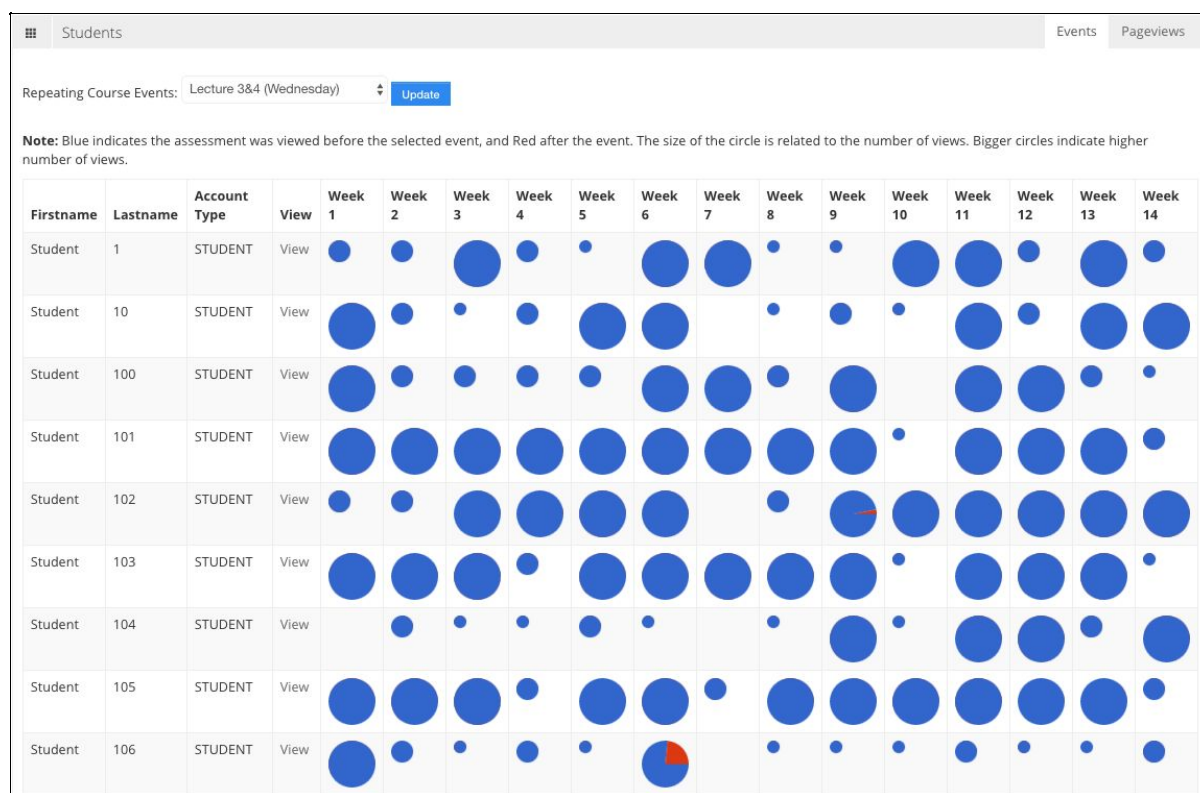 Students Events Pageviews
Repeating Course Events: Lecture 3&4 (Wednesday) Update
Note: Blue indicates the assessment was viewed before the selected event, and Red after the event. The size of the circle is related to the number of views. Bigger circles indicate higher
number of views.
Firstname Lastname Account Type View Week 1 Week 2 Week 3 Week 4 Week 5 Week 6 Week 7 Week 8 Week 9 Week 10 Week 11 Week 12 Week 13 Week 14
Student 1 STUDENT View
Student 10 STUDENT View
Student 100 STUDENT View
Student 101 STUDENT View
Student 102 STUDENT View
Student 103 STUDENT View
Student 104 STUDENT View
Student 105 STUDENT View
Student 106 STUDENT View